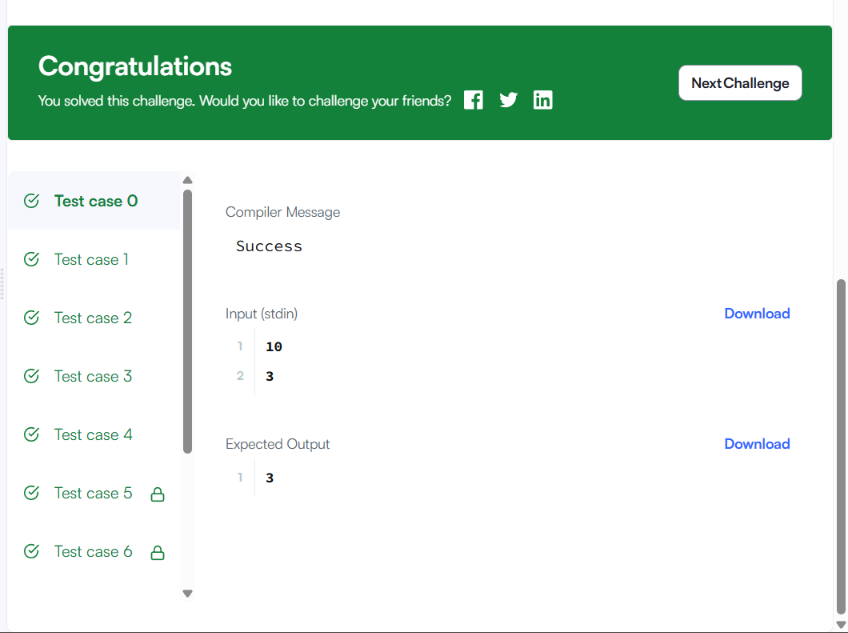 Congratulations
You solved this challenge. Would you like to challenge your friends?
Next Challenge
Test case 0
Test case 1
Test case 2
Test case 3
Test case 4
Test case 5
Test case 6
Compiler Message
Success
Input (stdin)
Download
1 10
2 3
Expected Output
Download
1 3